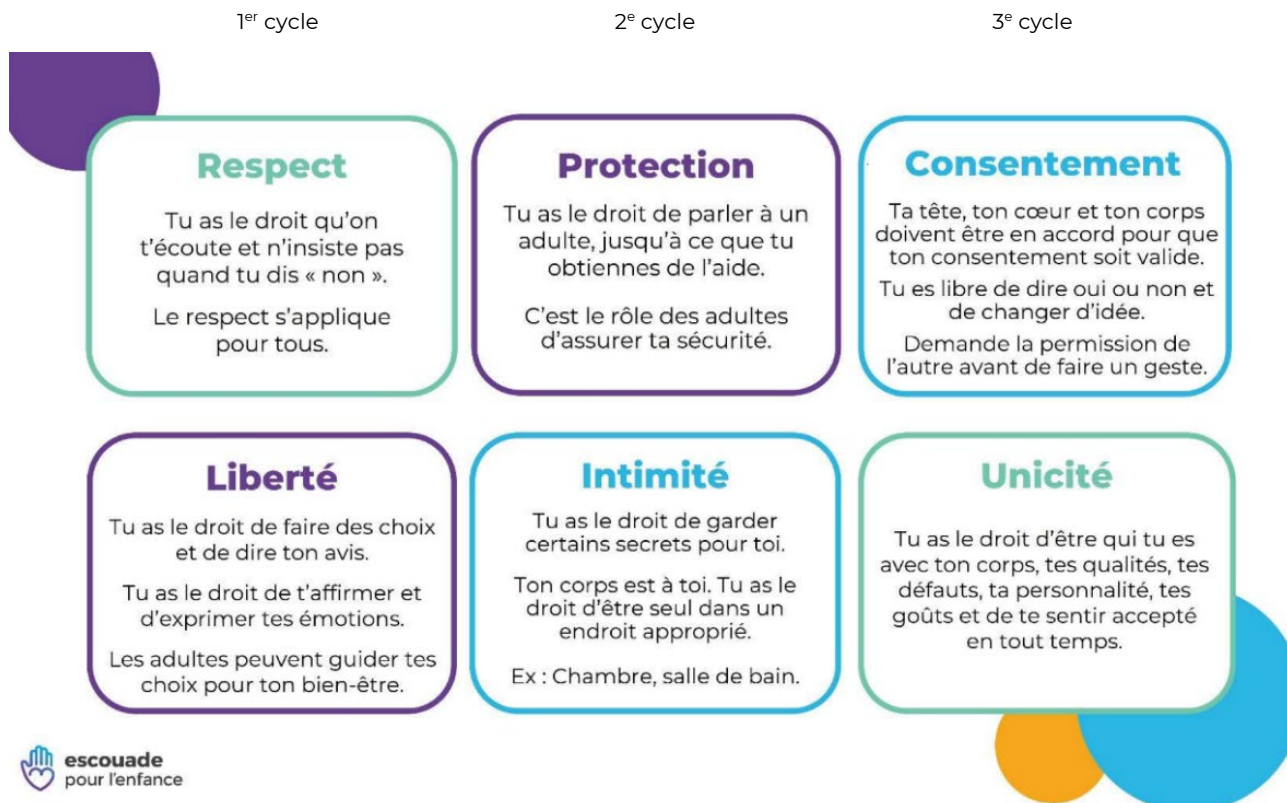 1er cycle
2e cycle
3e cycle
Respect
Tu as le droit qu'on
t'écoute et n'insiste pas
quand tu dis « non ».
Le respect s'applique
pour tous.
Protection
Tu as le droit de parler à un
adulte, jusqu'à ce que tu
obtiennes de l'aide.
C'est le rôle des adultes
d'assurer ta sécurité.
Consentement
Ta tête, ton cœur et ton corps
doivent être en accord pour que
ton consentement soit valide.
Tu es libre de dire oui ou non et
de changer d'idée.
Demande la permission de
l'autre avant de faire un geste.
Liberté
Tu as le droit de faire des choix
et de dire ton avis.
Tu as le droit de t'affirmer et
d'exprimer tes émotions.
Les adultes peuvent guider tes
choix pour ton bien-être.
Intimité
Tu as le droit de garder
certains secrets pour toi.
Ton corps est à toi. Tu as le
droit d'être seul dans un
endroit approprié.
Ex : Chambre, salle de bain.
Unicité
Tu as le droit d'être qui tu es
avec ton corps, tes qualités, tes
défauts, ta personnalité, tes
goûts et de te sentir accepté
en tout temps.
escouade
pour l'enfance